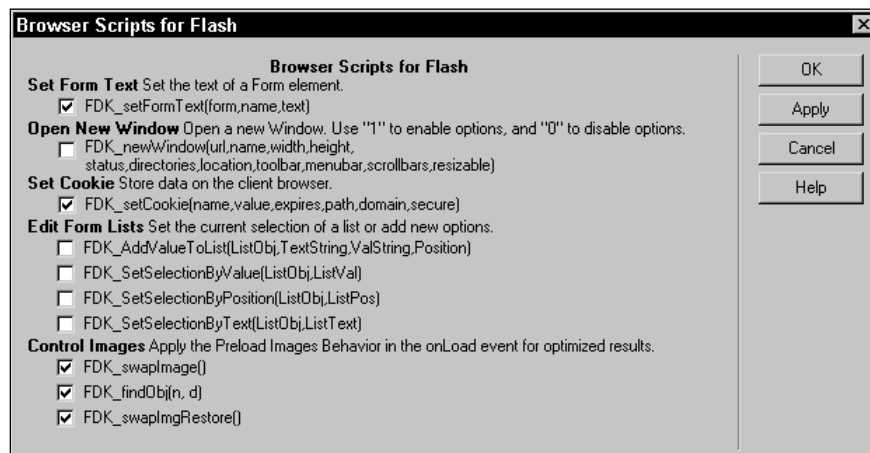 Browser Scripts for Flash
Browser Scripts for Flash
Set Form Text Set the text of a Form element.
FDK_setFormText(form,name,text)
Open New Window Open a new Window. Use "1" to enable options, and "0" to disable options.
FDK_newWindow(url,name,width,height,
status,directories,location,toolbar,menubar,scrollbars,resizable)
Set Cookie Store data on the client browser.
FDK_setCookie(name,value,expires,path,domain,secure)
Edit Form Lists Set the current selection of a list or add new options.
FDK_AddValueToList(ListObj,TextString,ValString,Position)
FDK_SetSelectionByValue(ListObj,ListVal)
FDK_SetSelectionByPosition(ListObj,ListPos)
FDK_SetSelectionByText(ListObj,ListText)
Control Images Apply the Preload Images Behavior in the onLoad event for optimized results.
FDK_swapImage()
FDK_findObj(n, d)
FDK_swapImgRestore()
OK
Apply
Cancel
Help